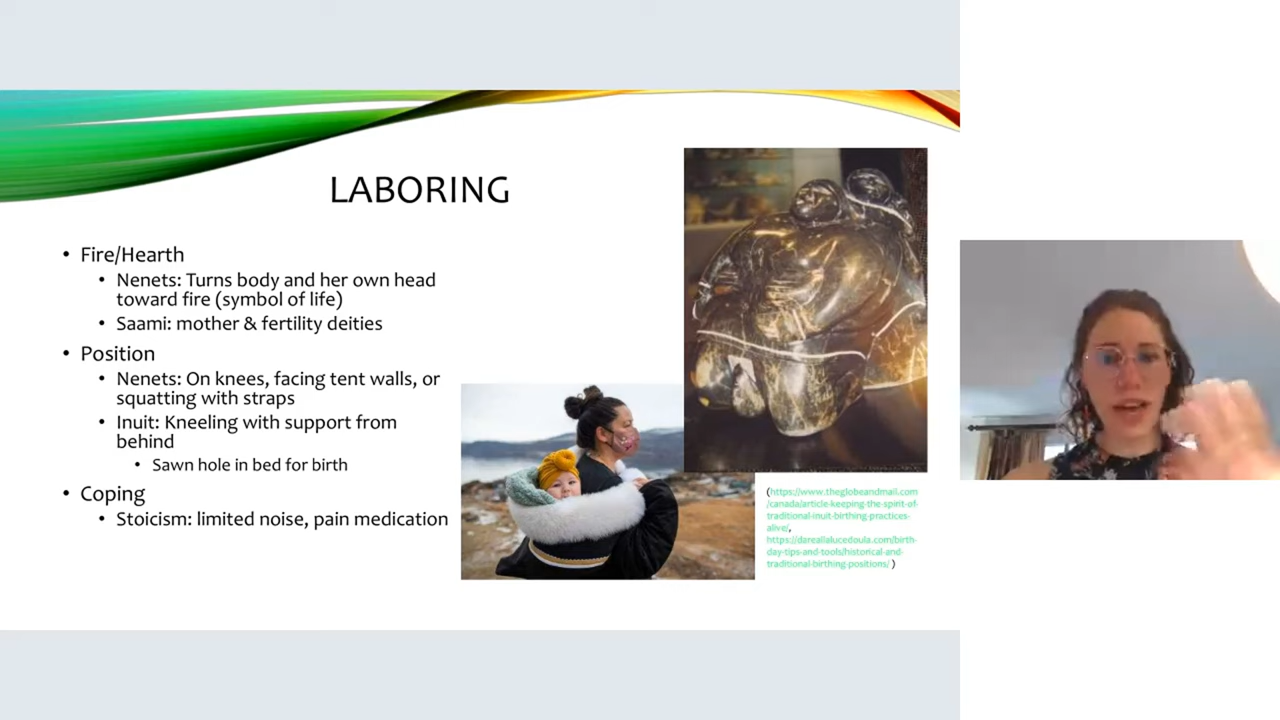 LABORING
• Fire/Hearth
• Nenets: Turns body and her own head
toward fire (symbol of life)
• Saami: mother & fertility deities
• Position
• Nenets: On knees, facing tent walls, or
squatting with straps
• Inuit: Kneeling with support from
behind
• Sawn hole in bed for birth
• Coping
• Stoicism: limited noise, pain medication
(https://www.theglobeandmail.com
/canada/article-keeping-the-spirit-of-
traditional-inuit-birthing-practices-
alive/,
https://dareallalucedoula.com/birth-
day-tips-and-tools/historical-and-
traditional-birthing-positions/ )